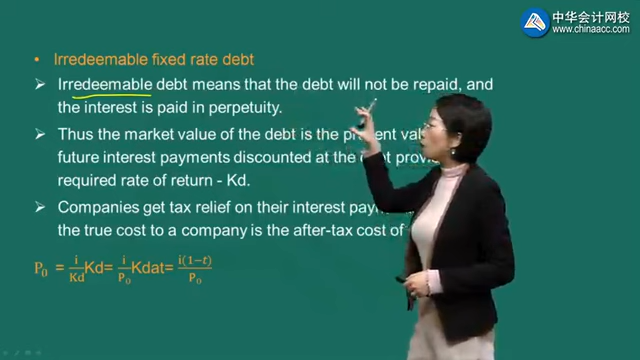 中华会计网校
www.chinaacc.com
• Irredeemable fixed rate debt
➢ Irredeemable debt means that the debt will not be repaid, and
the interest is paid in perpetuity.
➢ Thus the market value of the debt is the present
future interest payments discounted at the debt
required rate of return - Kd.
➢ Companies get tax relief on their interest
the true cost to a company is the after-tax cost of
P₀ = i/Kd Kd= i/P₀ Kdat= i(1−t)/P₀